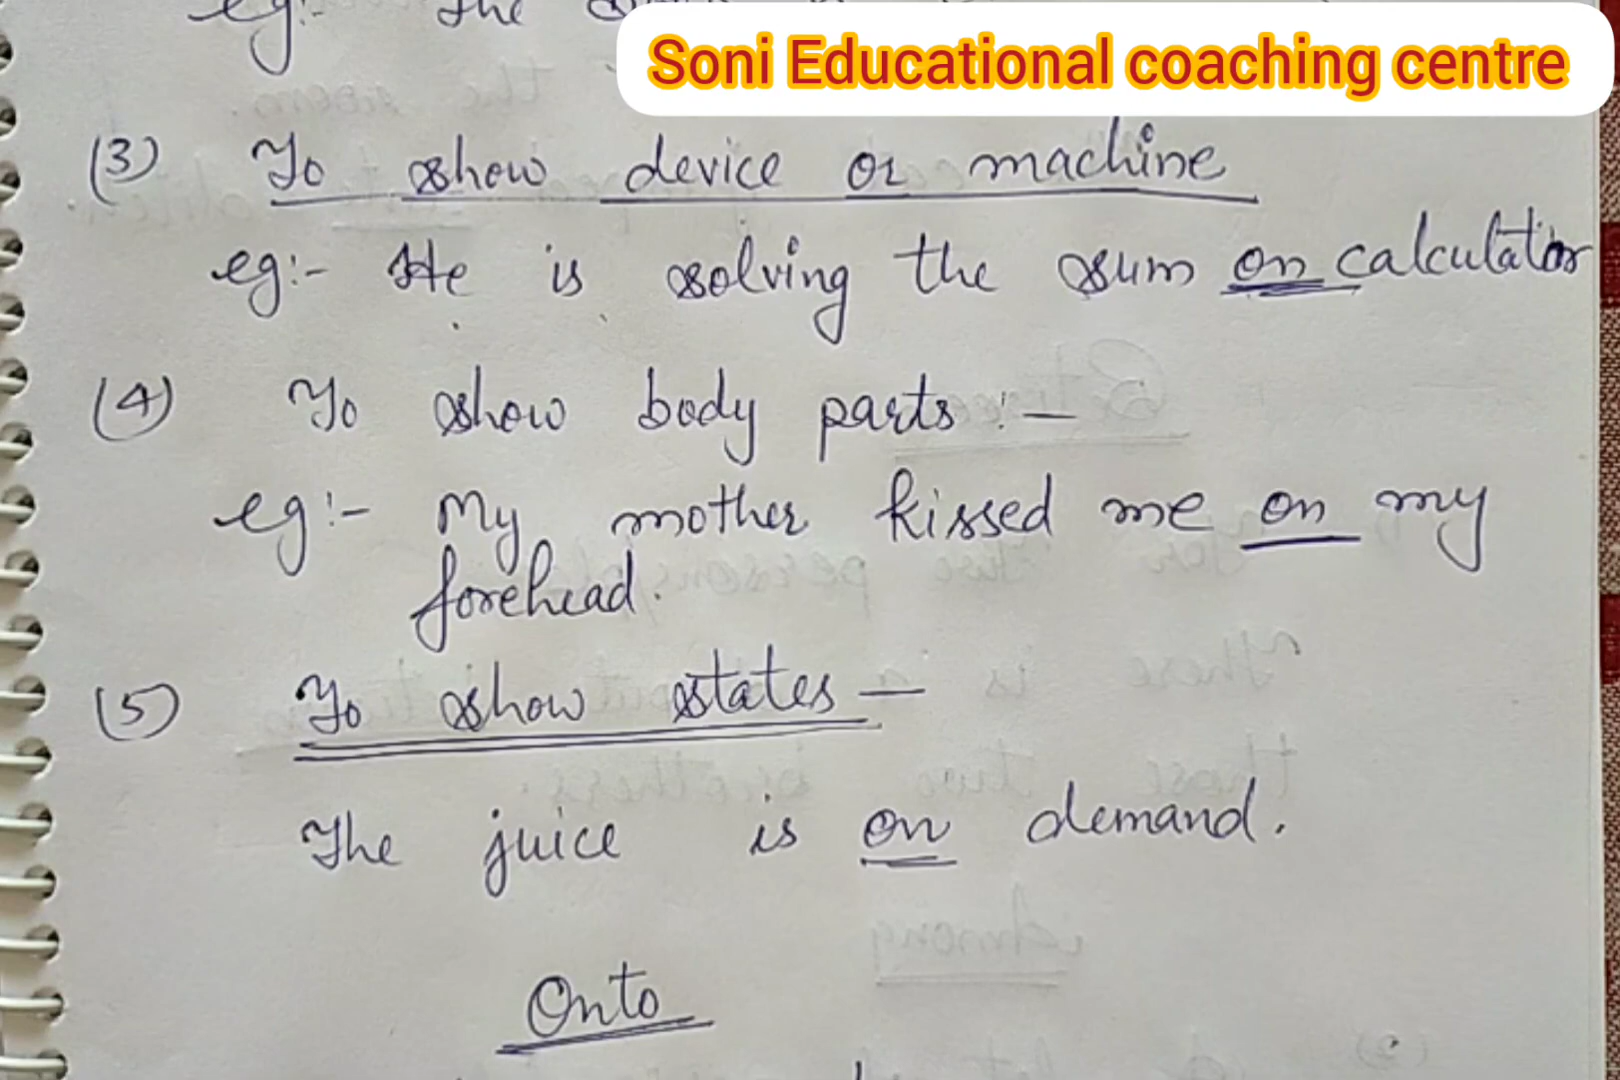 eg:- The
Soni Educational coaching centre
(3) To show device or machine
eg:- He is solving the sum on calculator
(4) To show body parts :-
eg:- My mother kissed me on my
forehead.
(5) To show states -
The juice is on demand.
Onto